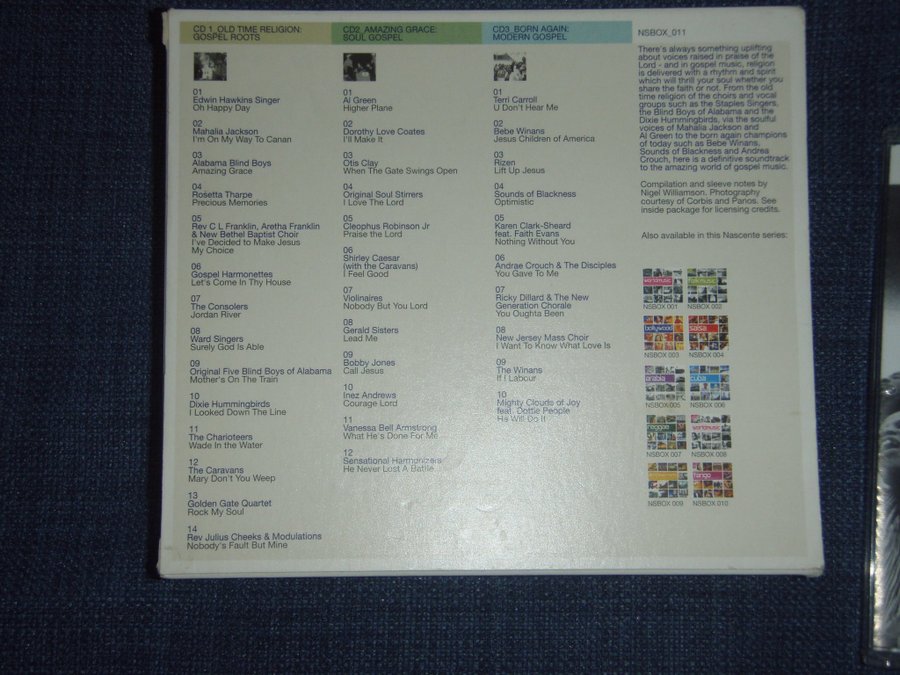 CD 1_OLD TIME RELIGION:
GOSPEL ROOTS
01
Edwin Hawkins Singer
Oh Happy Day
02
Mahalia Jackson
I'm On My Way To Canan
03
Alabama Blind Boys
Amazing Grace
04
Rosetta Tharpe
Precious Memories
05
Rev C L Franklin, Aretha Franklin
& New Bethel Baptist Choir
I've Decided to Make Jesus
My Choice
06
Gospel Harmonettes
Let's Come In Thy House
07
The Consolers
Jordan River
08
Ward Singers
Surely God Is Able
09
Original Five Blind Boys of Alabama
Mother's On The Train
10
Dixie Hummingbirds
I Looked Down The Line
11
The Charioteers
Wade In the Water
12
The Caravans
Mary Don't You Weep
13
Golden Gate Quartet
Rock My Soul
14
Rev Julius Cheeks & Modulations
Nobody's Fault But Mine
CD2_AMAZING GRACE:
SOUL GOSPEL
01
Al Green
Higher Plane
02
Dorothy Love Coates
I'll Make It
03
Otis Clay
When The Gate Swings Open
04
Original Soul Stirrers
I Love The Lord
05
Cleophus Robinson Jr
Praise the Lord
06
Shirley Caesar
(with the Caravans)
I Feel Good
07
Violinaires
Nobody But You Lord
08
Gerald Sisters
Lead Me
09
Bobby Jones
Call Jesus
10
Inez Andrews
Courage Lord
11
Vanessa Bell Armstrong
What He's Done For Me
12
Sensational Harmonizers
He Never Lost A Battle
CD3_BORN AGAIN:
MODERN GOSPEL
01
Terri Carroll
U Don't Hear Me
02
Bebe Winans
Jesus Children of America
03
Rizen
Lift Up Jesus
04
Sounds of Blackness
Optimistic
05
Karen Clark-Sheard
feat. Faith Evans
Nothing Without You
06
Andrae Crouch & The Disciples
You Gave To Me
07
Ricky Dillard & The New
Generation Chorale
You Oughta Been
08
New Jersey Mass Choir
I Want To Know What Love Is
09
The Winans
If I Labour
10
Mighty Clouds of Joy
feat. Dottie People
He Will Do It
NSBOX_011
There's always something uplifting
about voices raised in praise of the
Lord - and in gospel music, religion
is delivered with a rhythm and spirit
which will thrill your soul whether you
share the faith or not. From the old
time religion of the choirs and vocal
groups such as the Staples Singers,
the Blind Boys of Alabama and the
Dixie Hummingbirds, via the soulful
voices of Mahalia Jackson and
Al Green to the born again champions
of today such as Bebe Winans,
Sounds of Blackness and Andrea
Crouch, here is a definitive soundtrack
to the amazing world of gospel music.
Compilation and sleeve notes by
Nigel Williamson. Photography
courtesy of Corbis and Panos. See
inside package for licensing credits.
Also available in this Nascente series:
worldmusic
folkmusic
NSBOX 001
NSBOX 002
bollywood
salsa
NSBOX 003
NSBOX 004
arabia
cuba
NSBOX 005
NSBOX 006
reggae
worldmusic
NSBOX 007
NSBOX 008
tango
NSBOX 009
NSBOX 010